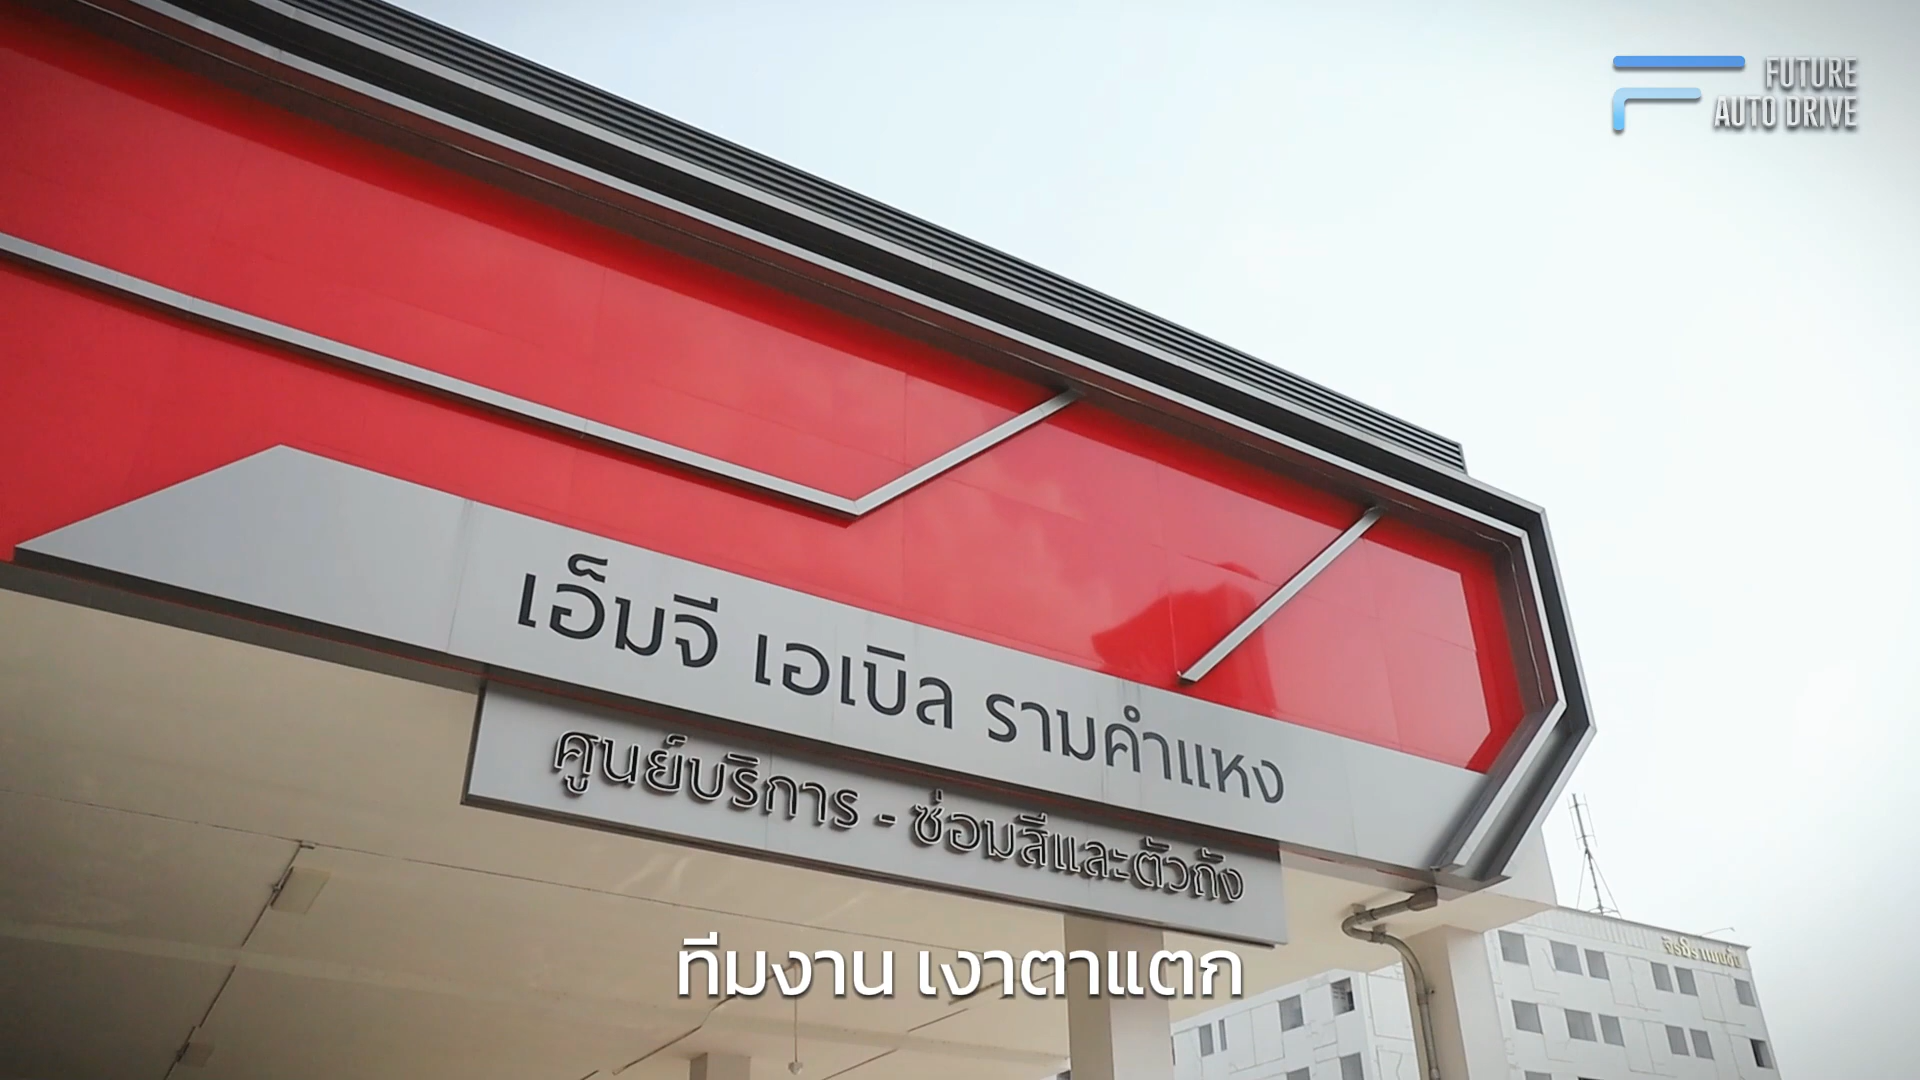 FUTURE
AUTO DRIVE
เอ็มจี เอเบิล รามคำแหง
ศูนย์บริการ - ซ่อมสีและตัวถัง
ทีมงาน เงาตาแตก